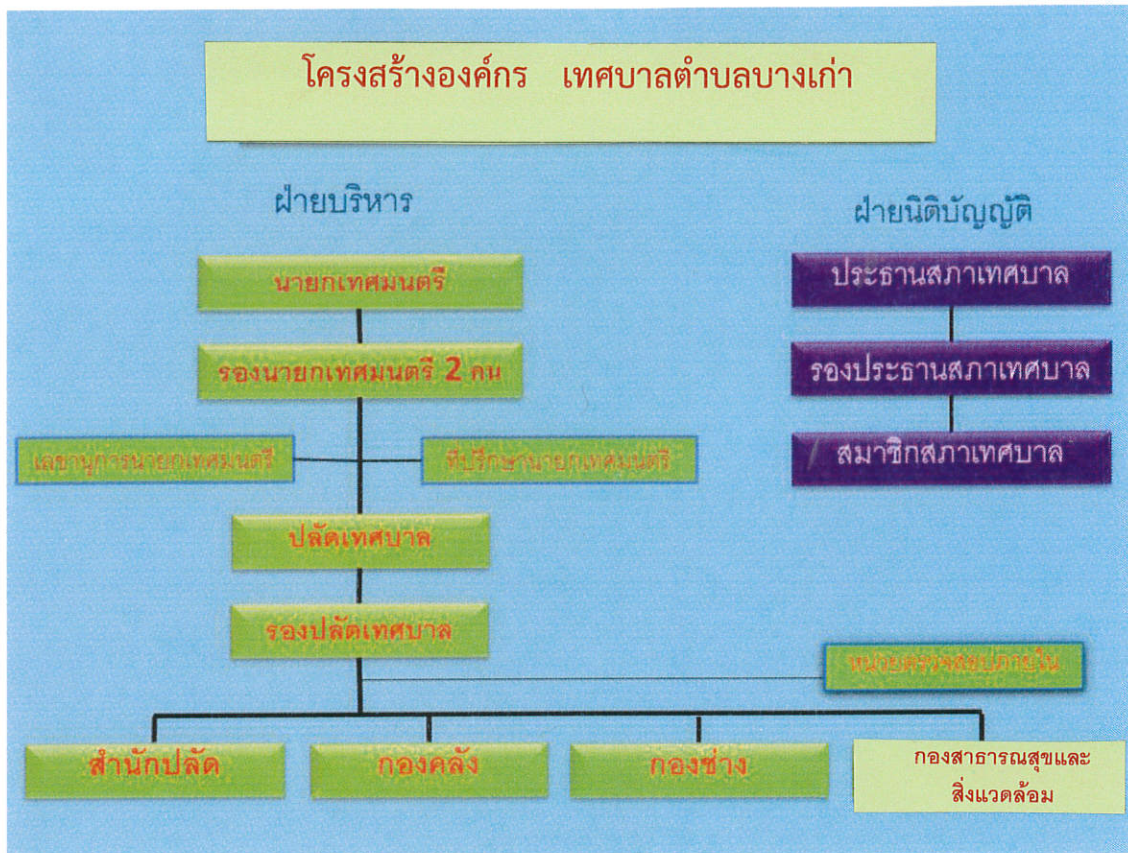 โครงสร้างองค์กร เทศบาลตำบลบางเก่า
ฝ่ายบริหาร
ฝ่ายนิติบัญญัติ
นายกเทศมนตรี
ประธานสภาเทศบาล
รองนายกเทศมนตรี 2 คน
รองประธานสภาเทศบาล
เลขานุการนายกเทศมนตรี
ที่ปรึกษานายกเทศมนตรี
สมาชิกสภาเทศบาล
ปลัดเทศบาล
รองปลัดเทศบาล
หน่วยตรวจสอบภายใน
สำนักปลัด
กองคลัง
กองช่าง
กองสาธารณสุขและ
สิ่งแวดล้อม